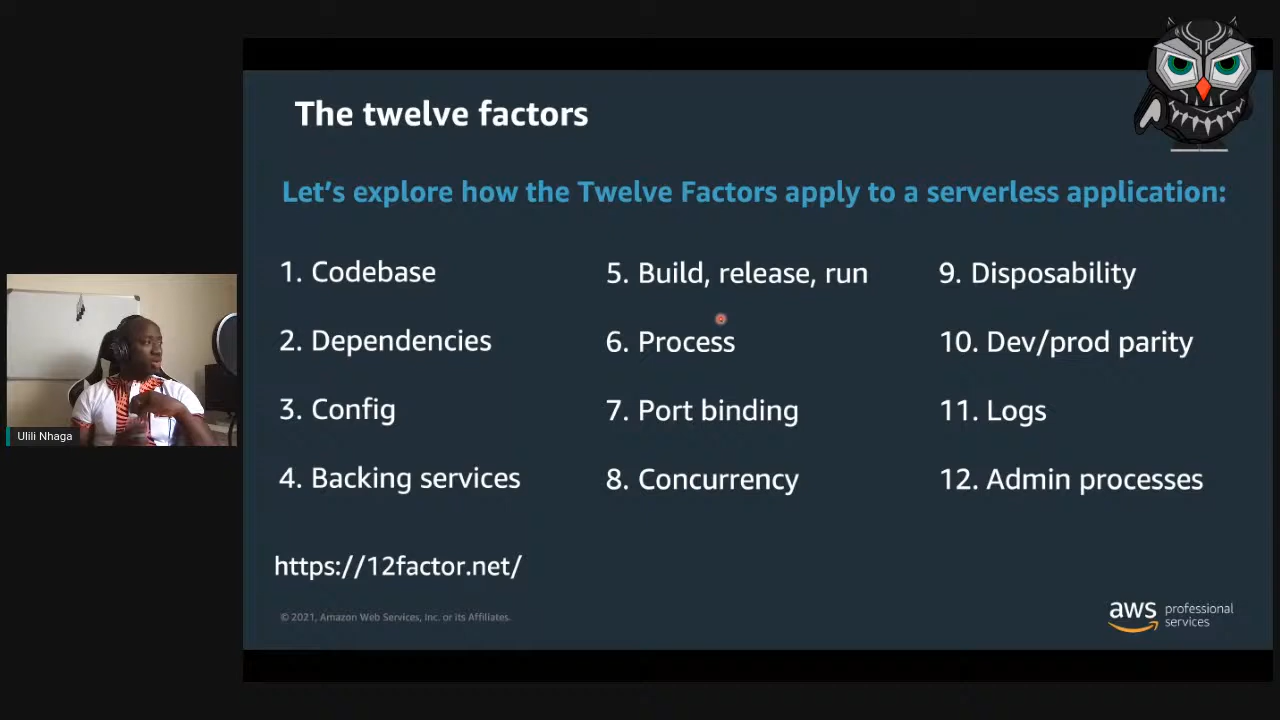 The twelve factors
Let's explore how the Twelve Factors apply to a serverless application:
1. Codebase
2. Dependencies
3. Config
4. Backing services
5. Build, release, run
6. Process
7. Port binding
8. Concurrency
9. Disposability
10. Dev/prod parity
11. Logs
12. Admin processes
https://12factor.net/
© 2021, Amazon Web Services, Inc. or its Affiliates.
aws professional
services
Ulili Nhaga